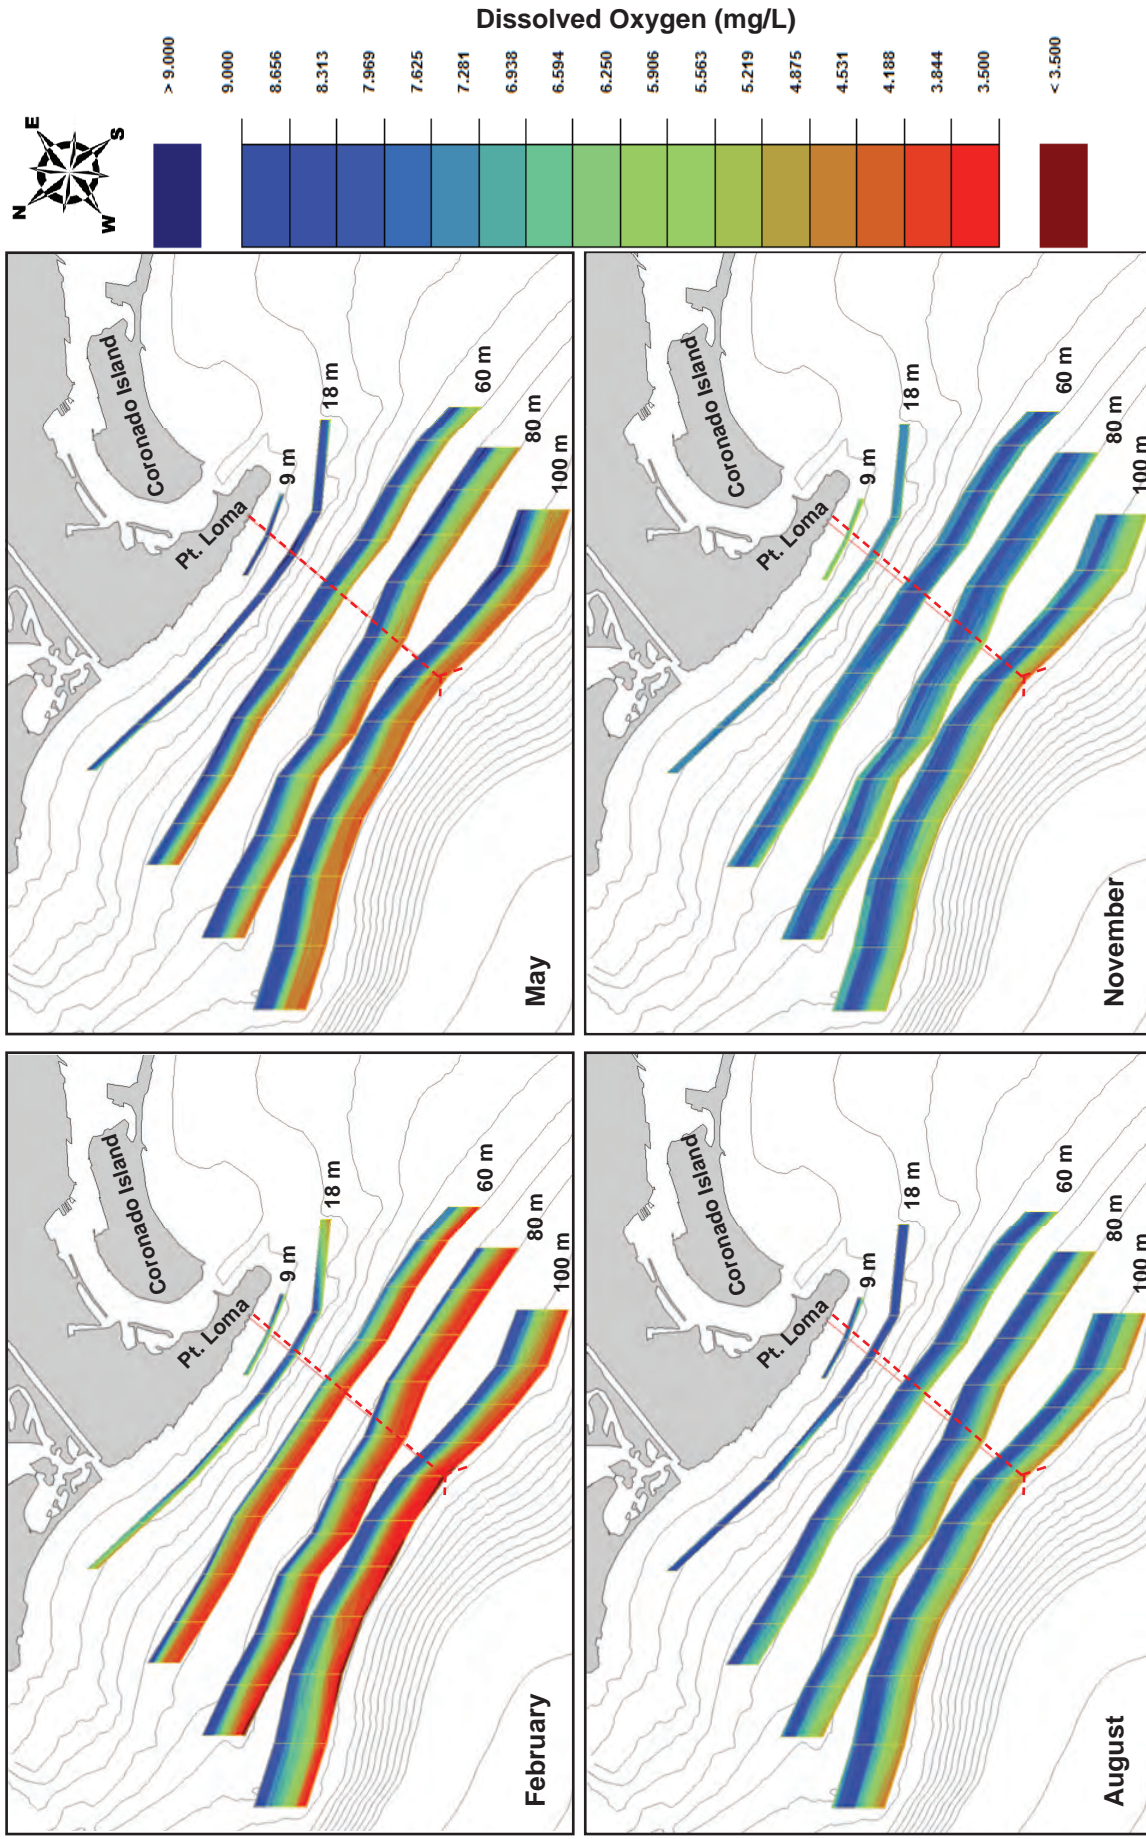 Dissolved Oxygen (mg/L)
N
E
S
W
> 9.000
9.000
8.656
8.313
7.969
7.625
7.281
6.938
6.594
6.250
5.906
5.563
5.219
4.875
4.531
4.188
3.844
3.500
< 3.500
Coronado Island
Pt. Loma
9 m
18 m
60 m
80 m
100 m
May
Coronado Island
Pt. Loma
9 m
18 m
60 m
80 m
100 m
November
Coronado Island
Pt. Loma
9 m
18 m
60 m
80 m
100 m
February
Coronado Island
Pt. Loma
9 m
18 m
60 m
80 m
100 m
August